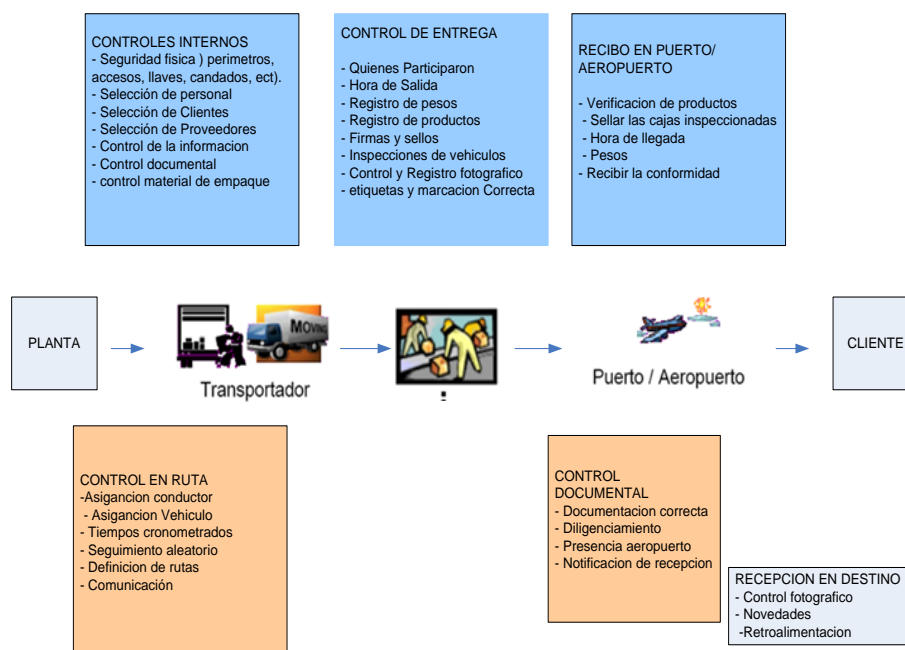 CONTROLES INTERNOS
- Seguridad fisica ) perimetros,
accesos, llaves, candados, ect).
- Selección de personal
- Selección de Clientes
- Selección de Proveedores
- Control de la informacion
- Control documental
- control material de empaque
CONTROL DE ENTREGA
- Quienes Participaron
- Hora de Salida
- Registro de pesos
- Registro de productos
- Firmas y sellos
- Inspecciones de vehiculos
- Control y Registro fotografico
- etiquetas y marcacion Correcta
RECIBO EN PUERTO/
AEROPUERTO
- Verificacion de productos
- Sellar las cajas inspeccionadas
- Hora de llegada
- Pesos
- Recibir la conformidad
PLANTA
MOVING
Transportador
Puerto / Aeropuerto
CLIENTE
CONTROL EN RUTA
-Asigancion conductor
- Asigancion Vehiculo
- Tiempos cronometrados
- Seguimiento aleatorio
- Definicion de rutas
- Comunicación
CONTROL
DOCUMENTAL
- Documentacion correcta
- Diligenciamiento
- Presencia aeropuerto
- Notificacion de recepcion
RECEPCION EN DESTINO
- Control fotografico
- Novedades
-Retroalimentacion